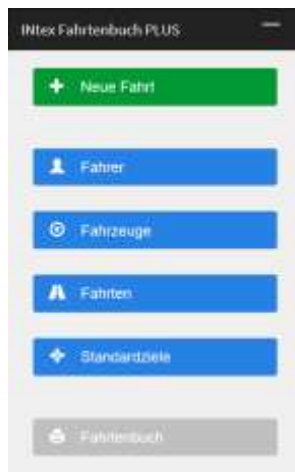 INtex Fahrtenbuch PLUS
Neue Fahrt
Fahrer
Fahrzeuge
Fahrten
Standardziele
Fahrtenbuch